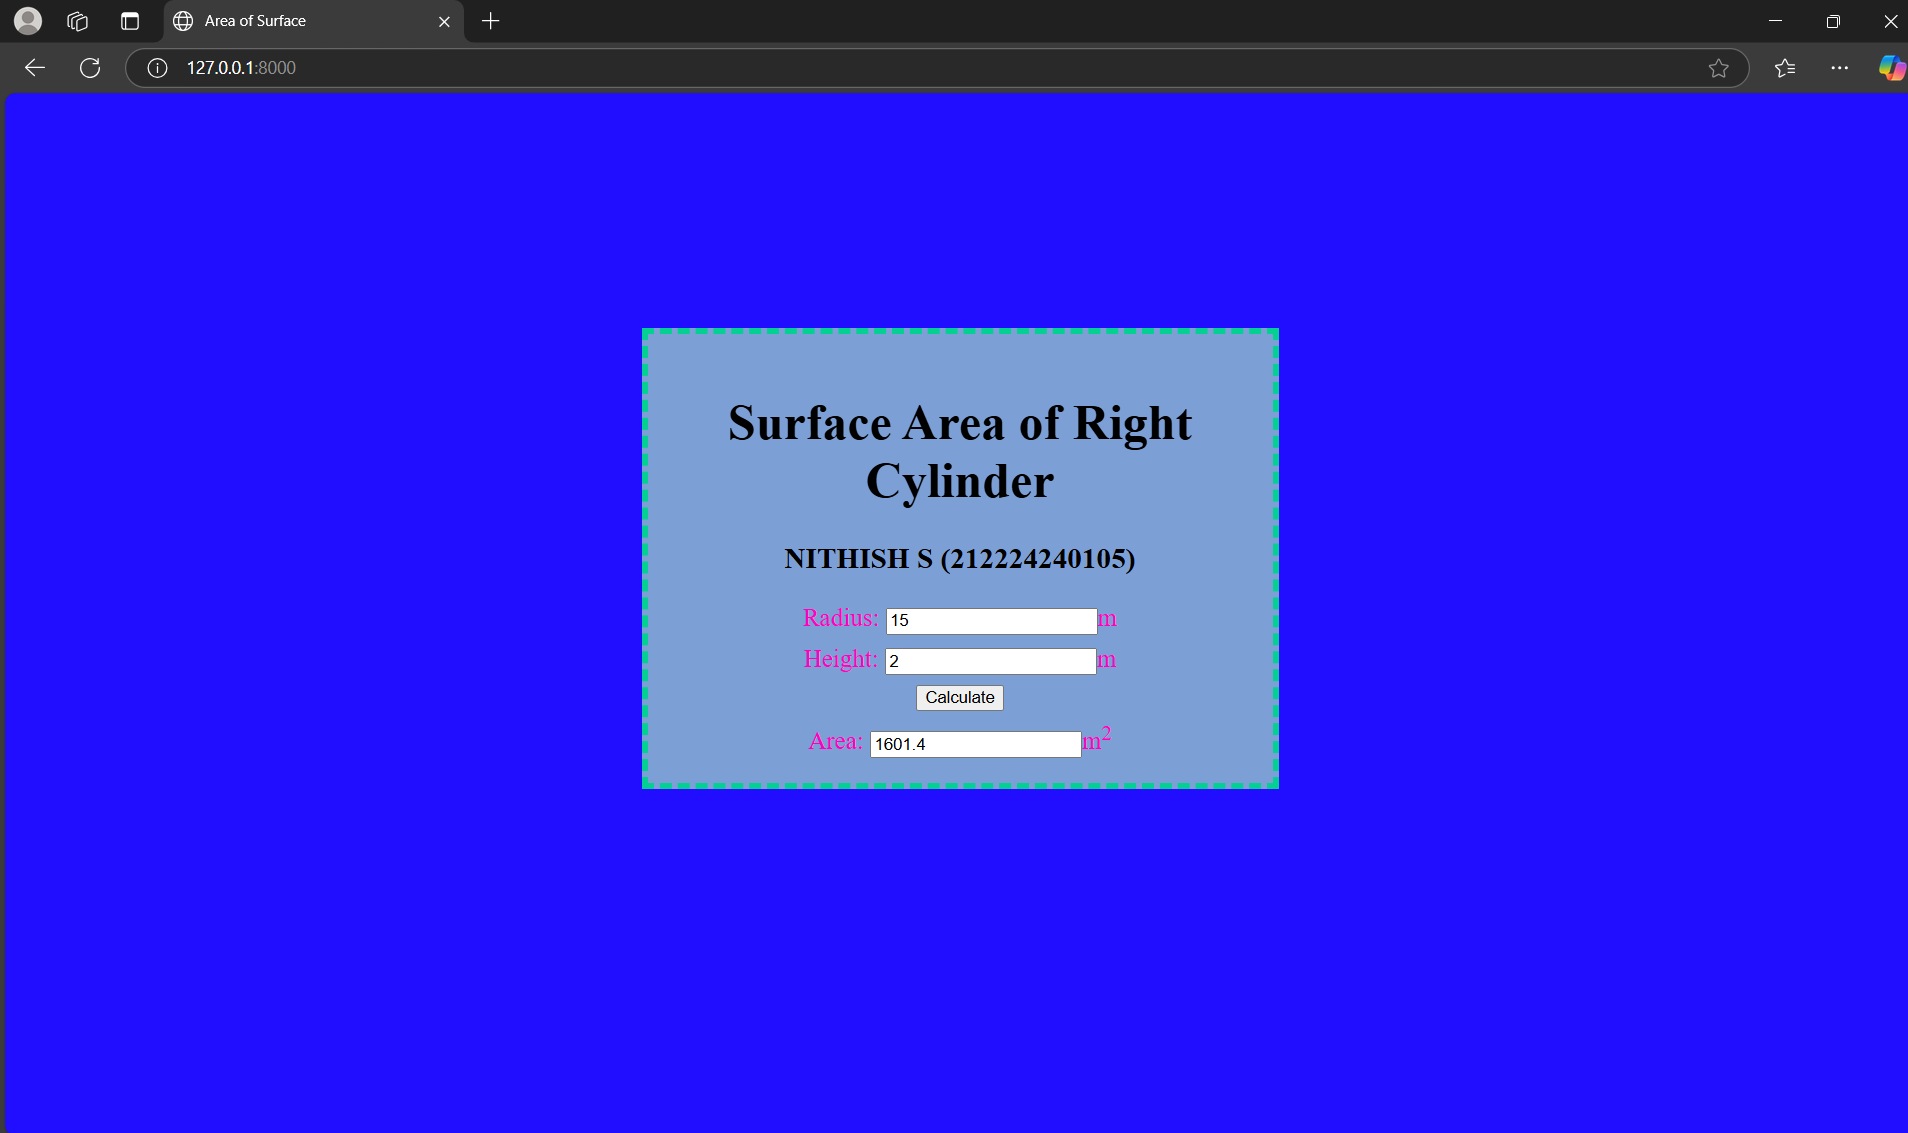 Area of Surface
127.0.0.1:8000
Surface Area of Right
Cylinder
NITHISH S (212224240105)
Radius: 15 m
Height: 2 m
Calculate
Area: 1601.4 m²